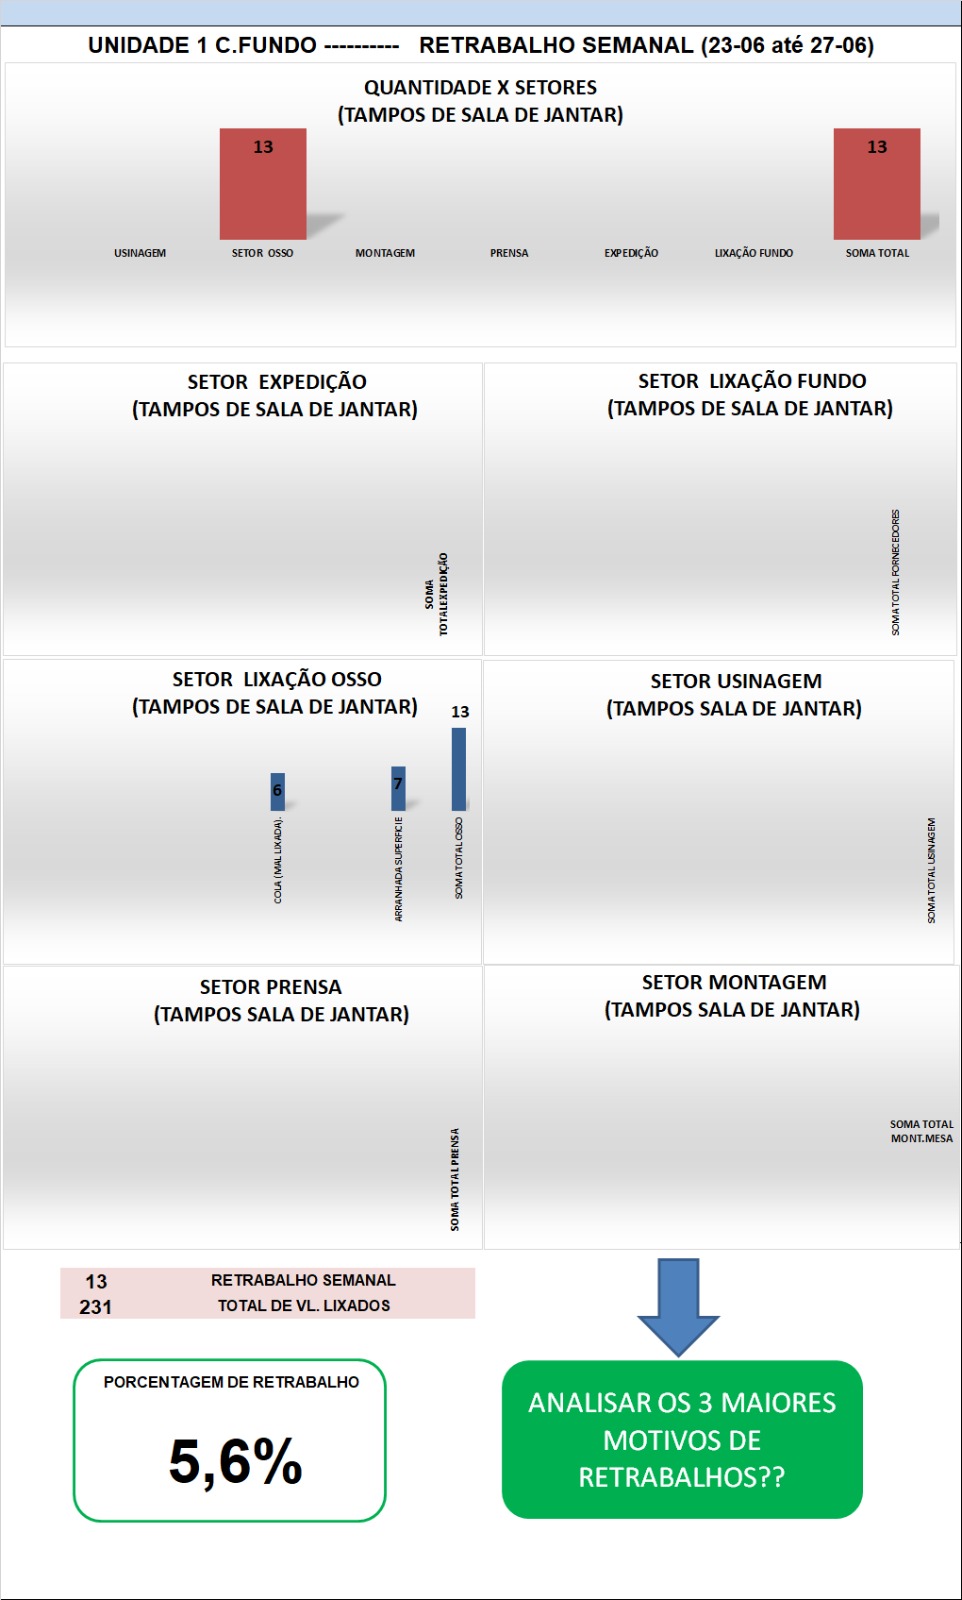 UNIDADE 1 C.FUNDO ---------- RETRABALHO SEMANAL (23-06 até 27-06)
QUANTIDADE X SETORES
(TAMPOS DE SALA DE JANTAR)
13
13
USINAGEM
SETOR OSSO
MONTAGEM
PRENSA
EXPEDIÇÃO
LIXAÇÃO FUNDO
SOMA TOTAL
SETOR EXPEDIÇÃO
(TAMPOS DE SALA DE JANTAR)
SOMA
TOTALEXPEDIÇÃO
SETOR LIXAÇÃO FUNDO
(TAMPOS DE SALA DE JANTAR)
SOMA TOTAL FORNECEDORES
SETOR LIXAÇÃO OSSO
(TAMPOS DE SALA DE JANTAR)
6
7
13
COLA (MAL LIXADA).
ARRANHADA SUPERFICIE
SOMA TOTAL OSSO
SETOR USINAGEM
(TAMPOS SALA DE JANTAR)
SOMA TOTAL USINAGEM
SETOR PRENSA
(TAMPOS SALA DE JANTAR)
SOMA TOTAL PRENSA
SETOR MONTAGEM
(TAMPOS SALA DE JANTAR)
SOMA TOTAL
MONT.MESA
13 RETRABALHO SEMANAL
231 TOTAL DE VL. LIXADOS
PORCENTAGEM DE RETRABALHO
5,6%
ANALISAR OS 3 MAIORES
MOTIVOS DE
RETRABALHOS??